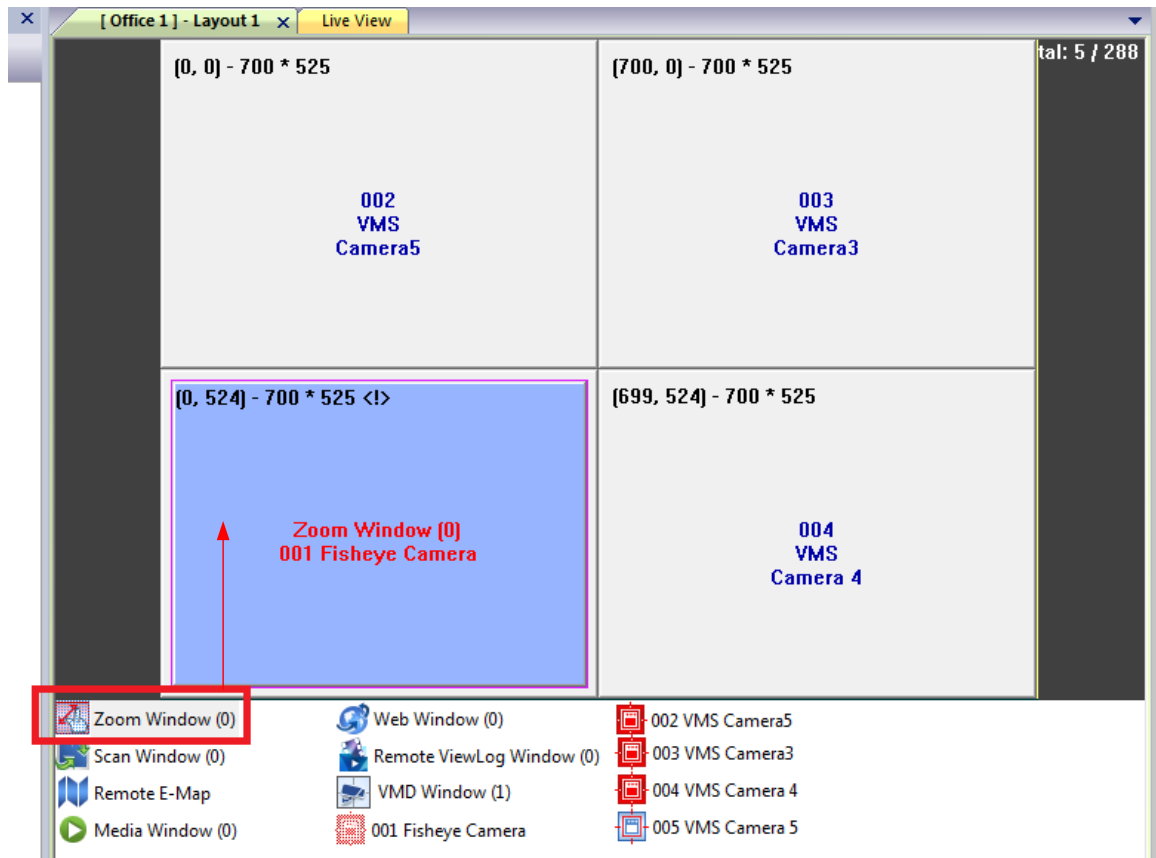 [ Office 1 ] - Layout 1
Live View
tal: 5 / 288
(0, 0) - 700 * 525
002
VMS
Camera5
(700, 0) - 700 * 525
003
VMS
Camera3
(0, 524) - 700 * 525 <!>
Zoom Window (0)
001 Fisheye Camera
(699, 524) - 700 * 525
004
VMS
Camera 4
Zoom Window (0)
Web Window (0)
002 VMS Camera5
Scan Window (0)
Remote ViewLog Window (0)
003 VMS Camera3
Remote E-Map
VMD Window (1)
004 VMS Camera 4
Media Window (0)
001 Fisheye Camera
005 VMS Camera 5